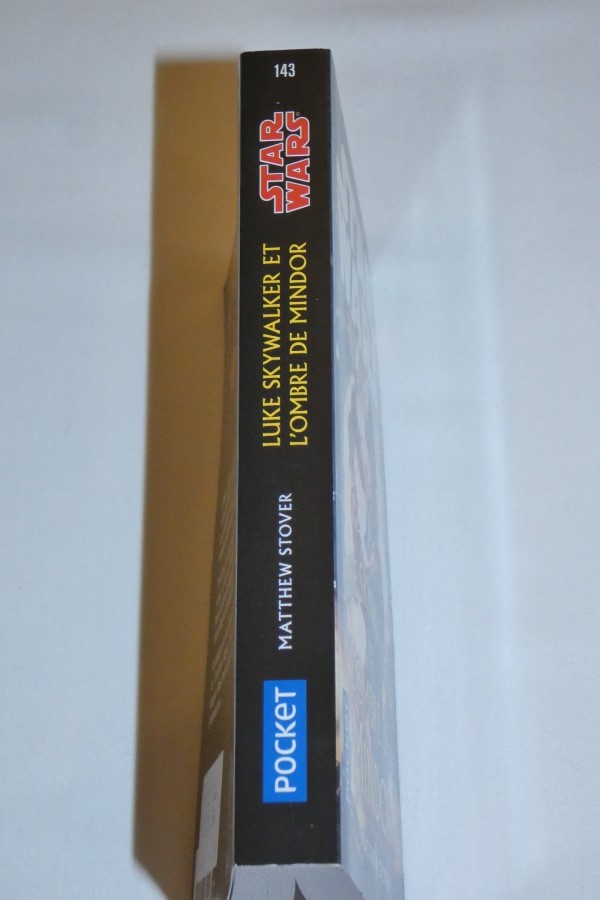 143
STAR
WARS
LUKE SKYWALKER ET
L'OMBRE DE MINDOR
MATTHEW STOVER
POCKET